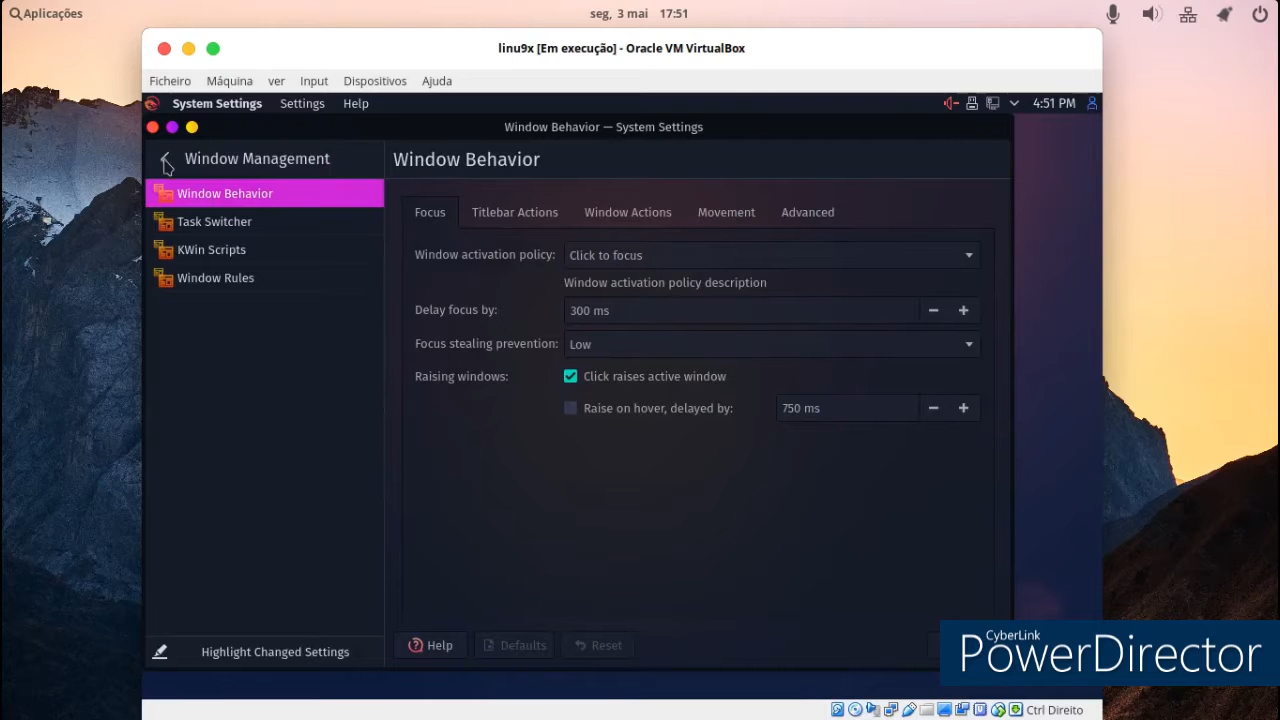 Aplicações
seg, 3 mai 17:51
linu9x [Em execução] - Oracle VM VirtualBox
Ficheiro Máquina ver Input Dispositivos Ajuda
System Settings Settings Help 4:51 PM
Window Behavior — System Settings
Window Management
Window Behavior
Task Switcher
KWin Scripts
Window Rules
Highlight Changed Settings
Window Behavior
Focus Titlebar Actions Window Actions Movement Advanced
Window activation policy: Click to focus
Window activation policy description
Delay focus by: 300 ms
Focus stealing prevention: Low
Raising windows: Click raises active window
Raise on hover, delayed by: 750 ms
Help Defaults Reset
CyberLink
PowerDirector
Ctrl Direito